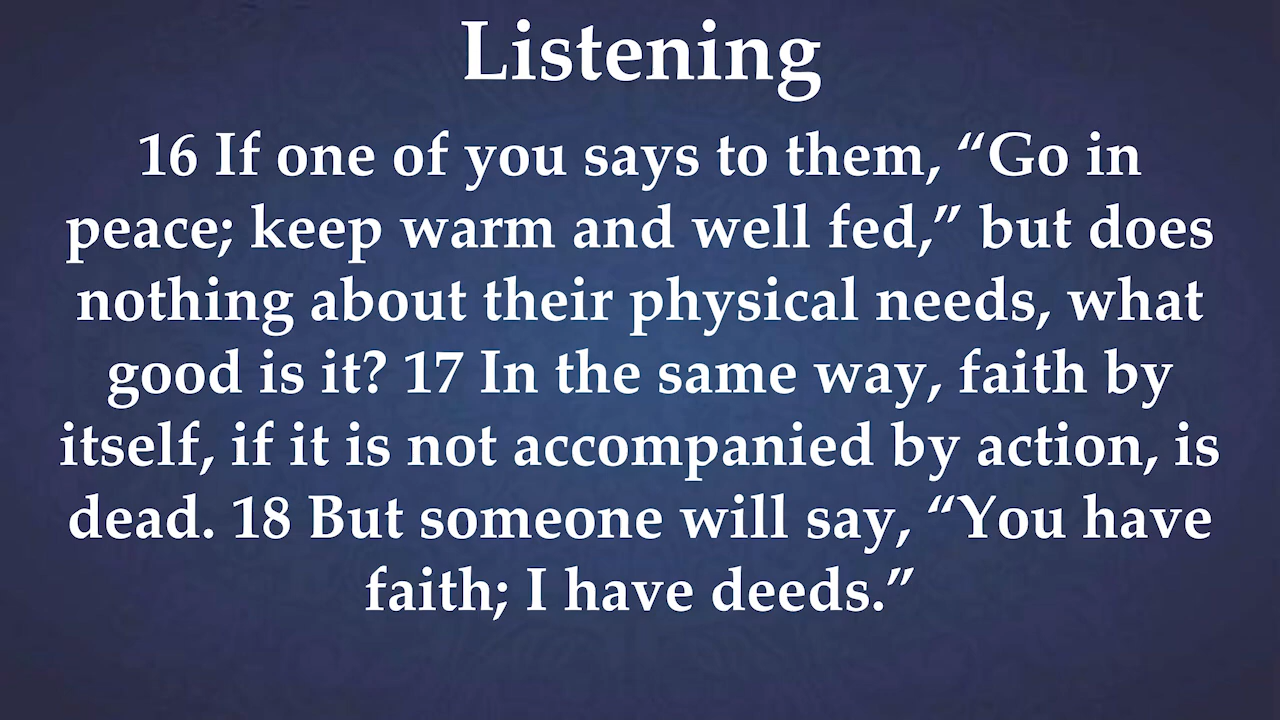 Listening
16 If one of you says to them, “Go in
peace; keep warm and well fed,” but does
nothing about their physical needs, what
good is it? 17 In the same way, faith by
itself, if it is not accompanied by action, is
dead. 18 But someone will say, “You have
faith; I have deeds.”